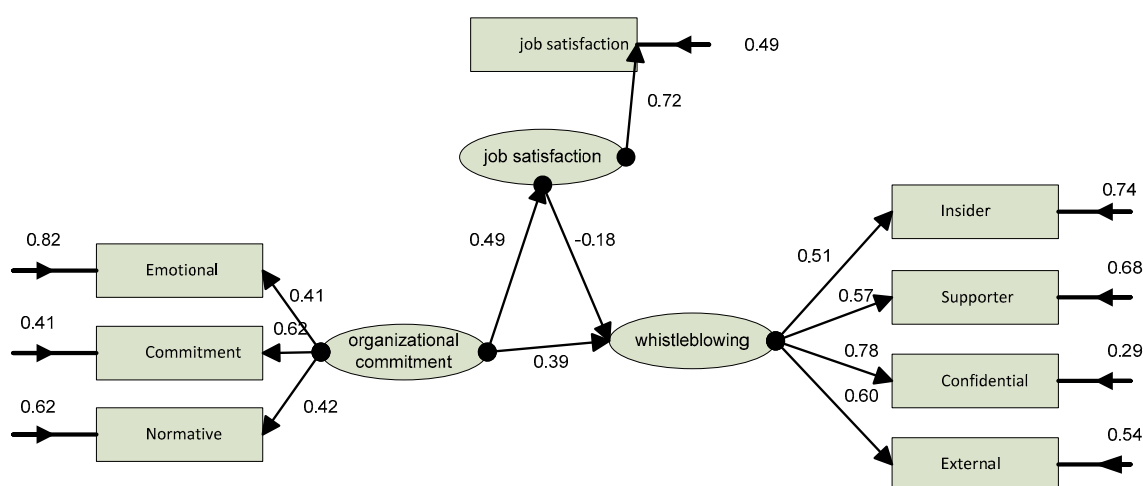 job satisfaction
0.49
0.72
job satisfaction
0.74
Insider
0.49
-0.18
0.82
0.51
Emotional
0.68
0.41
0.57
Supporter
0.41
0.62
organizational
commitment
whistleblowing
Commitment
0.39
0.78
0.29
Confidential
0.62
0.42
0.60
Normative
0.54
External